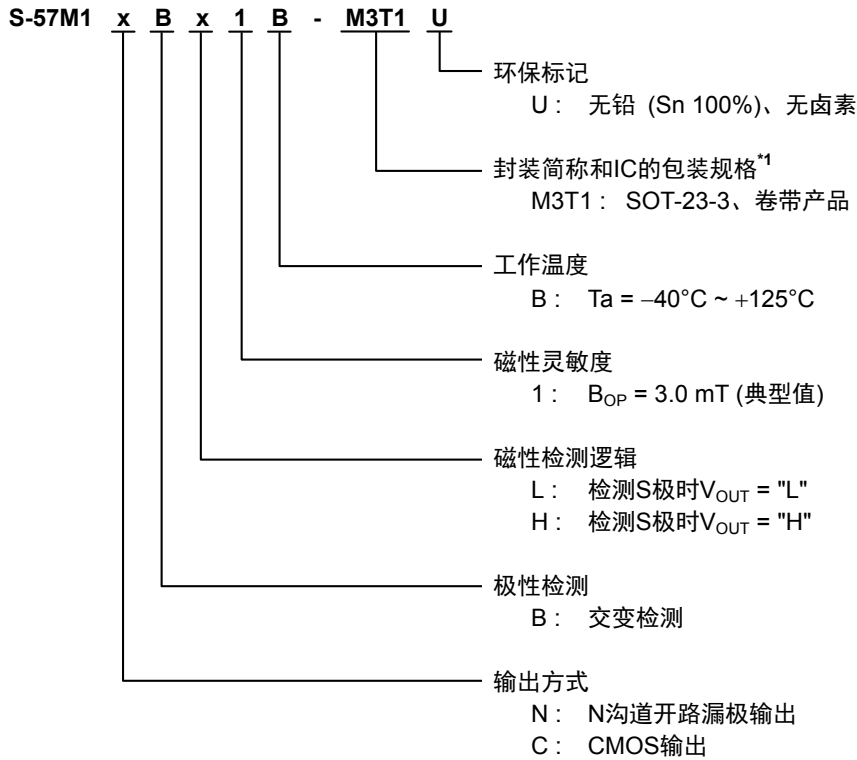 S-57M1 x B x 1 B - M3T1 U
环保标记
U : 无铅 (Sn 100%)、无卤素
封装简称和IC的包装规格*1
M3T1 : SOT-23-3、卷带产品
工作温度
B : Ta = −40°C ~ +125°C
磁性灵敏度
1 : BOP = 3.0 mT (典型值)
磁性检测逻辑
L : 检测S极时VOUT = "L"
H : 检测S极时VOUT = "H"
极性检测
B : 交变检测
输出方式
N : N沟道开路漏极输出
C : CMOS输出